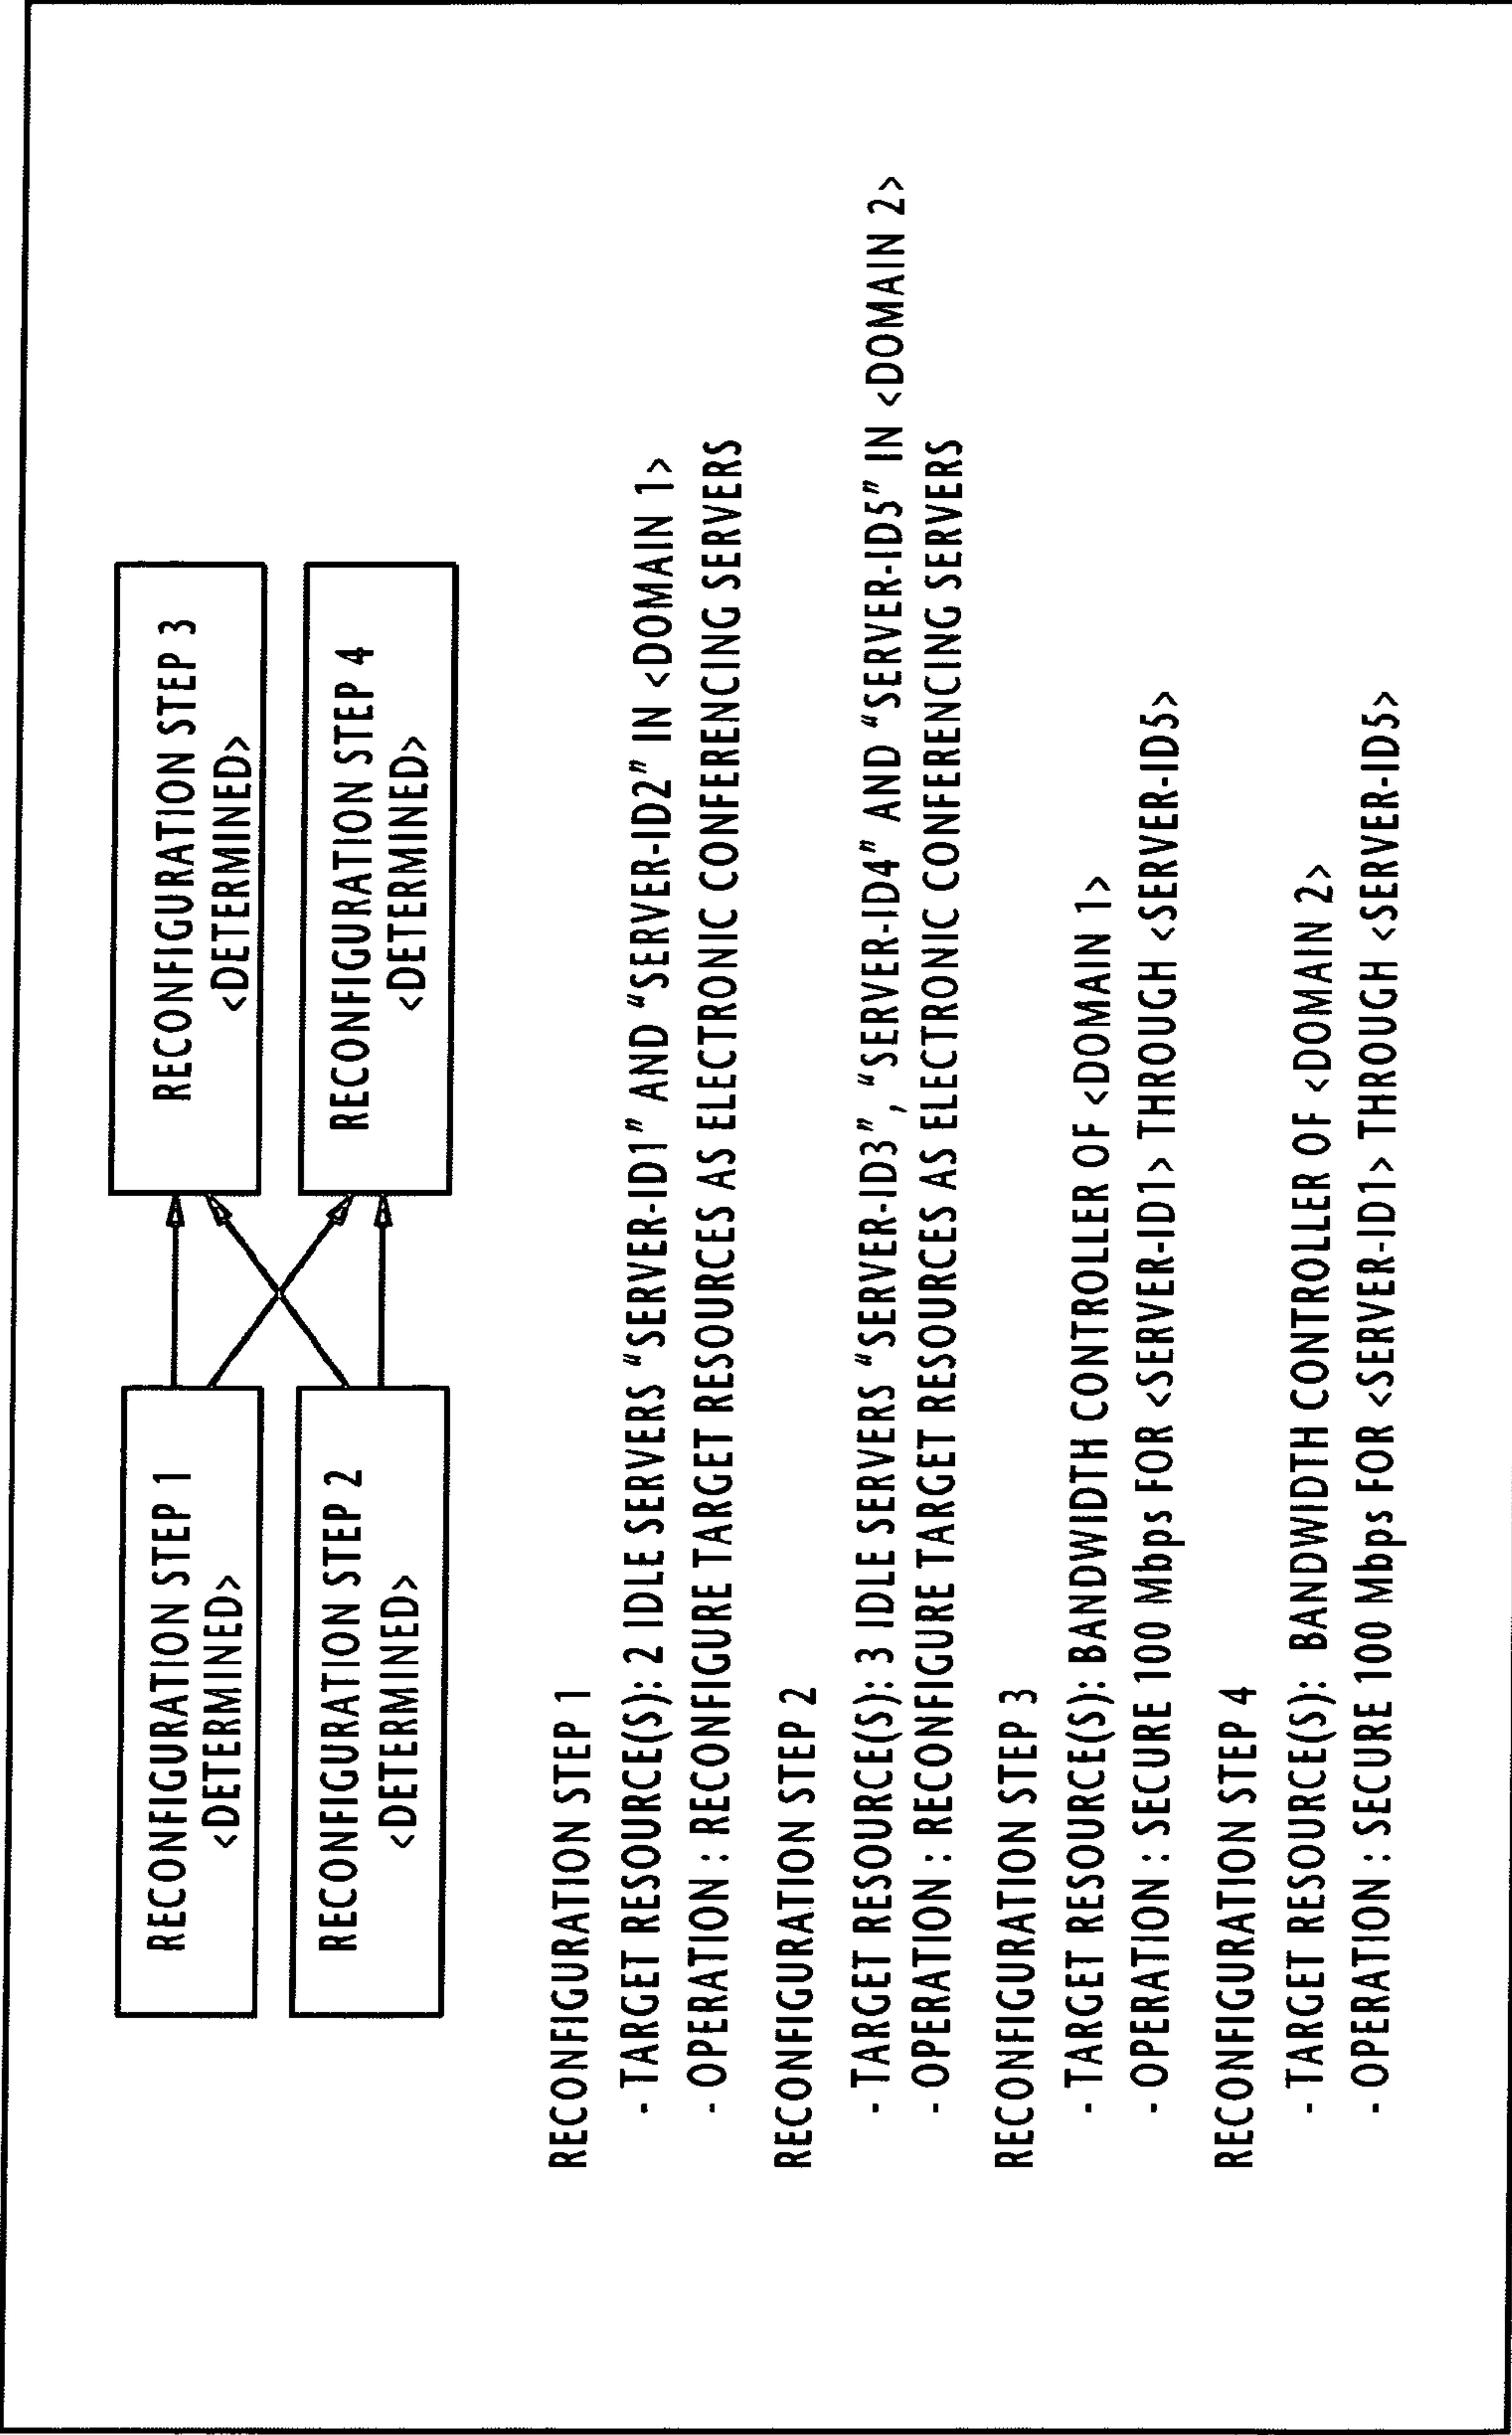 RECONFIGURATION STEP 1
<DETERMINED>
RECONFIGURATION STEP 2
<DETERMINED>
RECONFIGURATION STEP 3
<DETERMINED>
RECONFIGURATION STEP 4
<DETERMINED>
RECONFIGURATION STEP 1
- TARGET RESOURCE(S): 2 IDLE SERVERS “SERVER-ID1” AND “SERVER-ID2” IN <DOMAIN 1>
- OPERATION : RECONFIGURE TARGET RESOURCES AS ELECTRONIC CONFERENCING SERVERS
RECONFIGURATION STEP 2
- TARGET RESOURCE(S): 3 IDLE SERVERS “SERVER-ID3”, “SERVER-ID4” AND “SERVER-ID5” IN <DOMAIN 2>
- OPERATION : RECONFIGURE TARGET RESOURCES AS ELECTRONIC CONFERENCING SERVERS
RECONFIGURATION STEP 3
- TARGET RESOURCE(S): BANDWIDTH CONTROLLER OF <DOMAIN 1>
- OPERATION : SECURE 100 Mbps FOR <SERVER-ID1> THROUGH <SERVER-ID5>
RECONFIGURATION STEP 4
- TARGET RESOURCE(S): BANDWIDTH CONTROLLER OF <DOMAIN 2>
- OPERATION : SECURE 100 Mbps FOR <SERVER-ID1> THROUGH <SERVER-ID5>